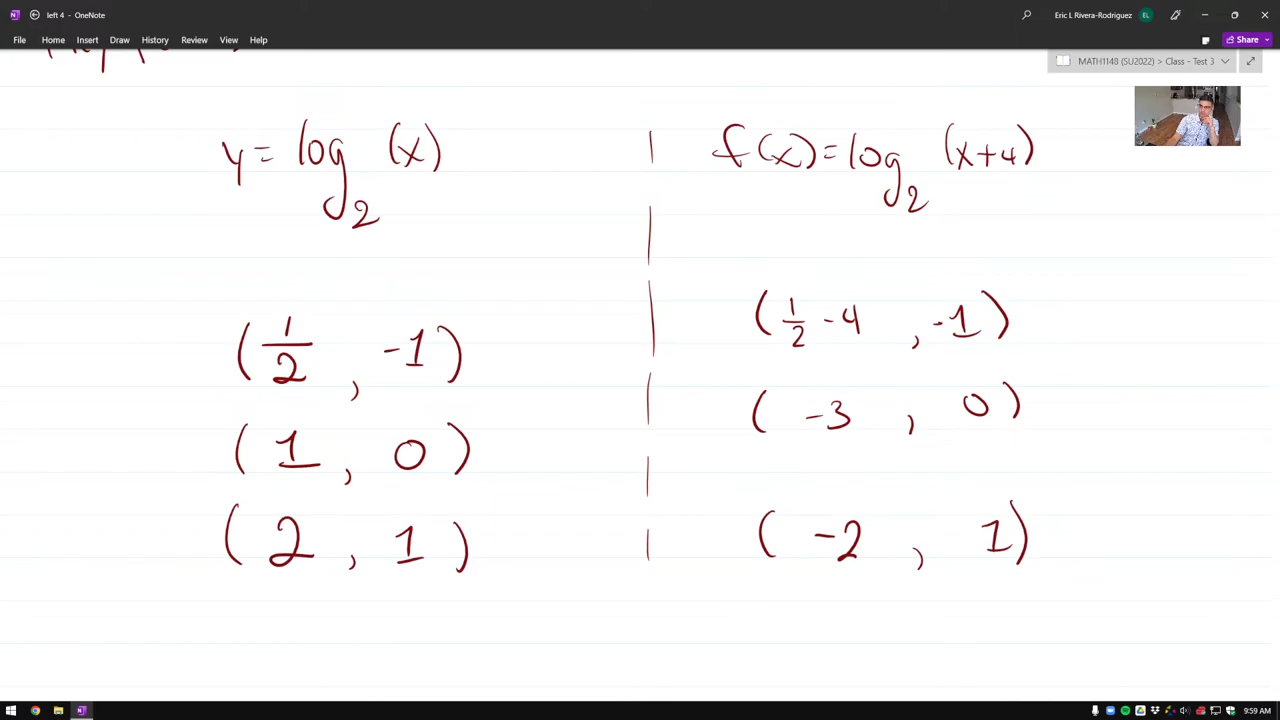 left 4 - OneNote
Eric L Rivera-Rodriguez EL
File Home Insert Draw History Review View Help Share
MATH1148 (SU2022) > Class - Test 3
y = log₂ (x)
f(x) = log₂ (x+4)
(1/2, -1)
(1/2 - 4, -1)
(1, 0)
(-3, 0)
(2, 1)
(-2, 1)
9:59 AM